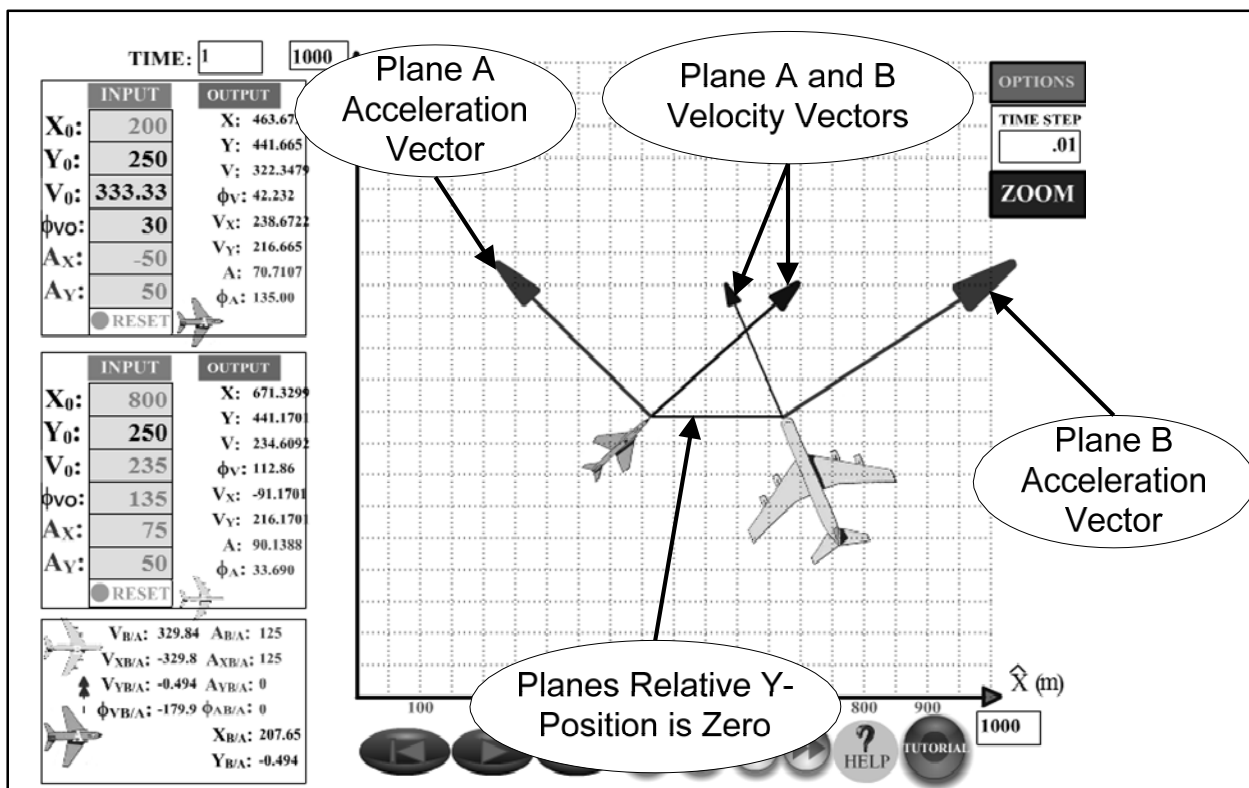 TIME: 1 1000
INPUT OUTPUT
X0: 200 X: 463.67
Y0: 250 Y: 441.665
V0: 333.33 V: 322.3479
ϕvo: 30 ϕV: 42.232
AX: -50 VX: 238.6722
AY: 50 VY: 216.665
A: 70.7107
ϕA: 135.00
RESET
INPUT OUTPUT
X0: 800 X: 671.3299
Y0: 250 Y: 441.1701
V0: 235 V: 234.6092
ϕvo: 135 ϕV: 112.86
AX: 75 VX: -91.1701
AY: 50 VY: 216.1701
A: 90.1388
ϕA: 33.690
RESET
VB/A: 329.84 AB/A: 125
VXB/A: -329.8 AXB/A: 125
VYB/A: -0.494 AYB/A: 0
ϕVB/A: -179.9 ϕAB/A: 0
XB/A: 207.65
YB/A: -0.494
A
Plane A
Acceleration
Vector
Plane A and B
Velocity Vectors
OPTIONS
TIME STEP
.01
ZOOM
Plane B
Acceleration
Vector
Planes Relative Y-
Position is Zero
X̂ (m)
100 800 900
1000
?
HELP
TUTORIAL